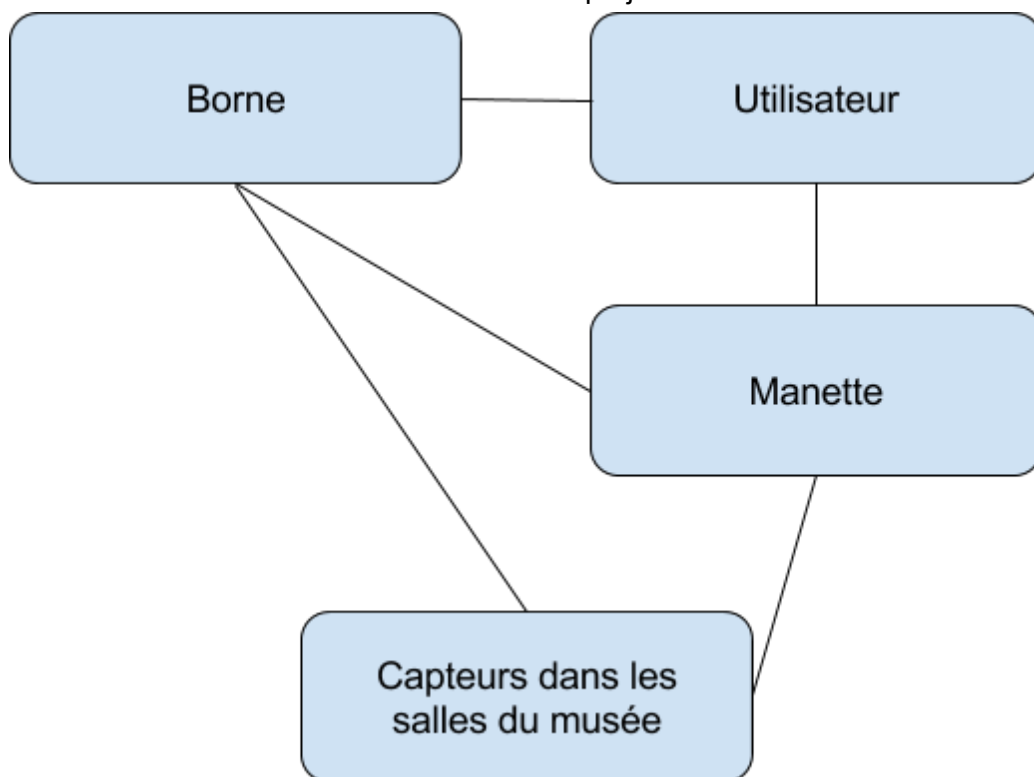 Borne
Utilisateur
Manette
Capteurs dans les
salles du musée